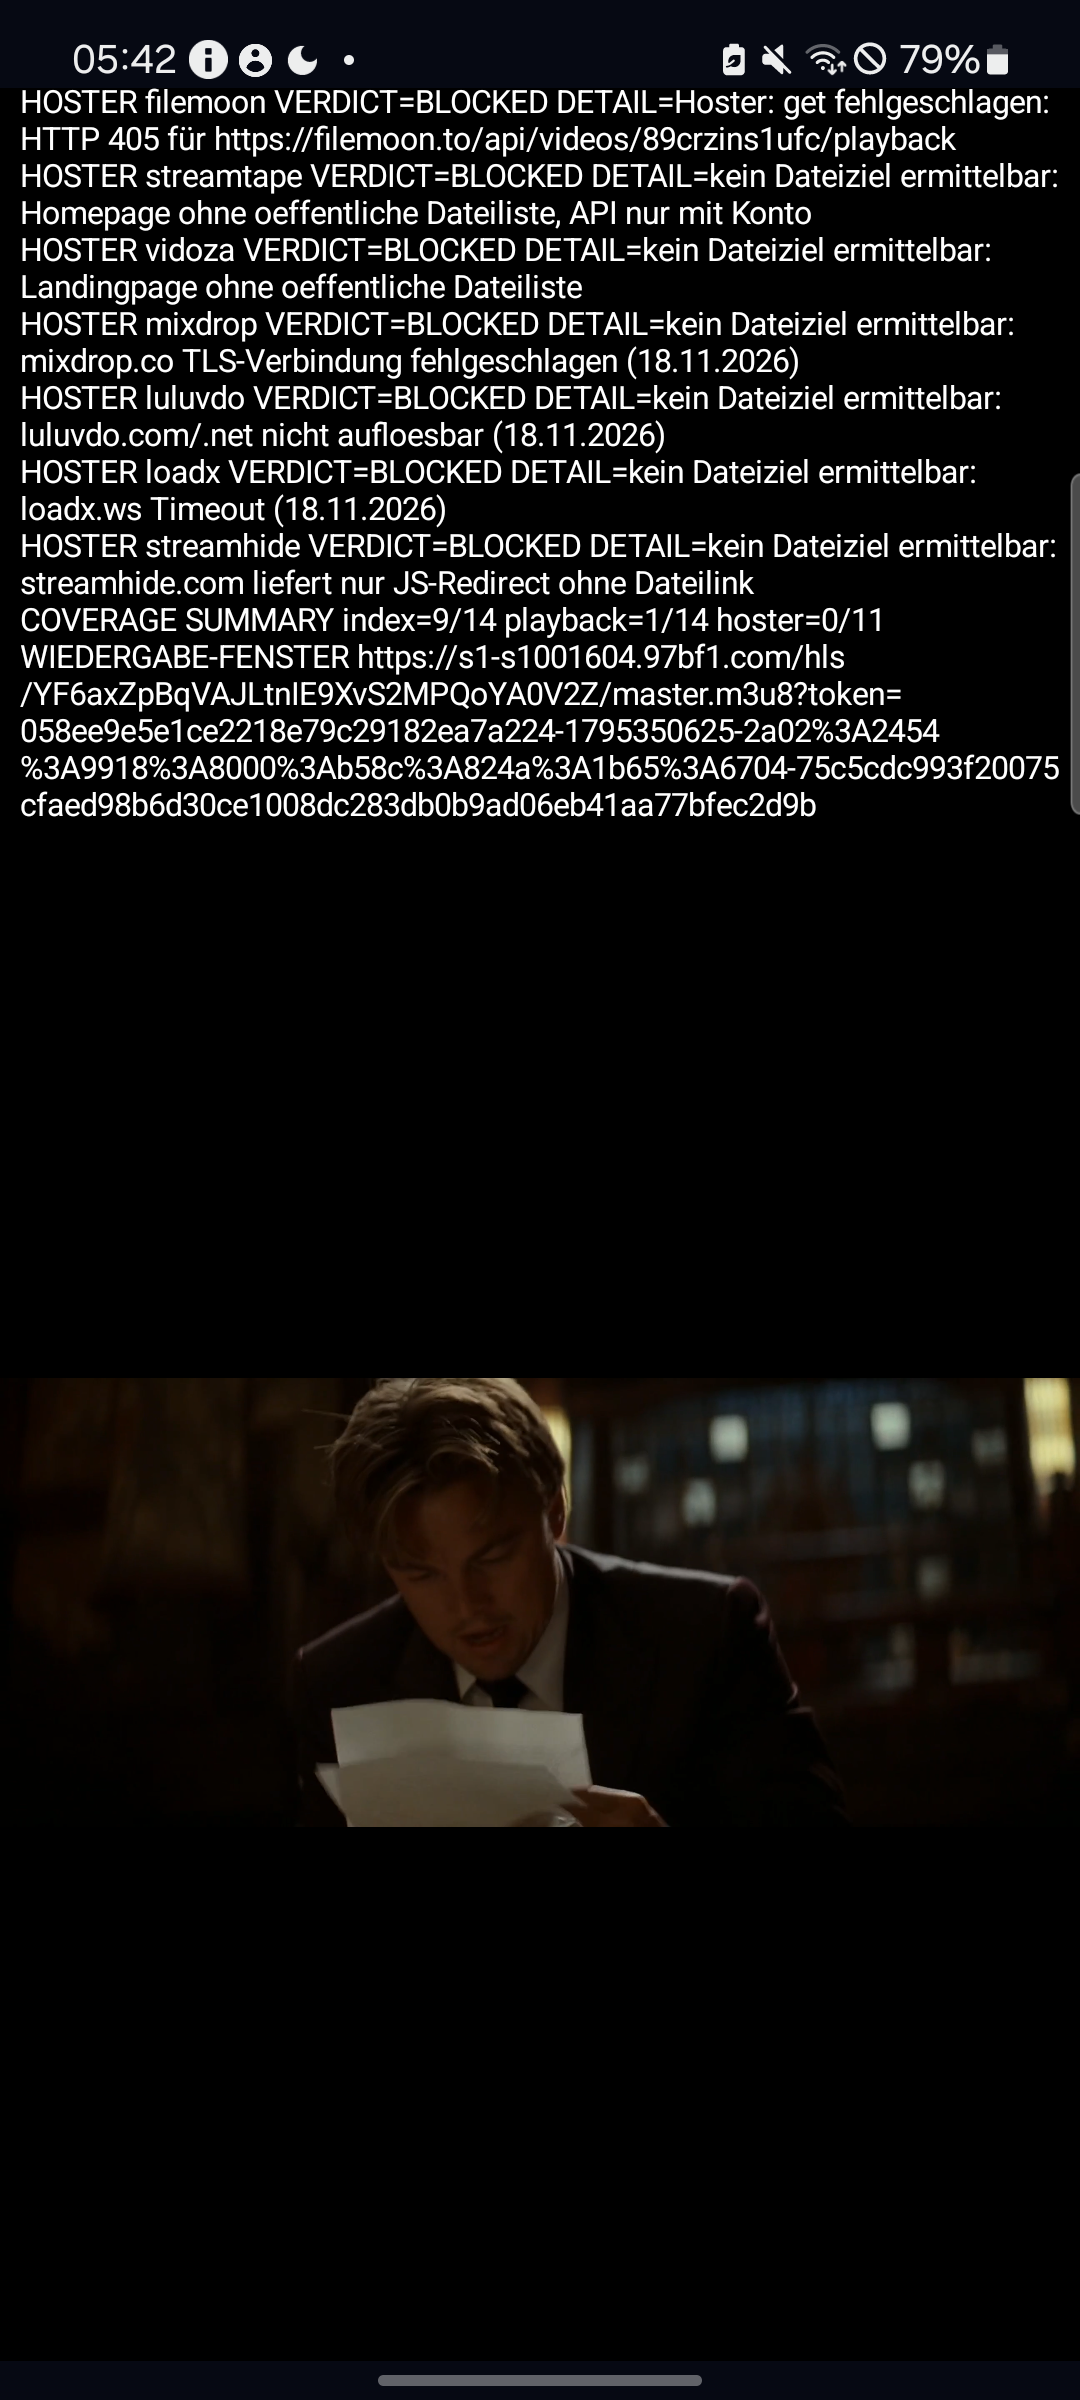 05:42
79%
HOSTER filemoon VERDICT=BLOCKED DETAIL=Hoster: get fehlgeschlagen:
HTTP 405 für https://filemoon.to/api/videos/89crzins1ufc/playback
HOSTER streamtape VERDICT=BLOCKED DETAIL=kein Dateiziel ermittelbar:
Homepage ohne oeffentliche Dateiliste, API nur mit Konto
HOSTER vidoza VERDICT=BLOCKED DETAIL=kein Dateiziel ermittelbar:
Landingpage ohne oeffentliche Dateiliste
HOSTER mixdrop VERDICT=BLOCKED DETAIL=kein Dateiziel ermittelbar:
mixdrop.co TLS-Verbindung fehlgeschlagen (18.11.2026)
HOSTER luluvdo VERDICT=BLOCKED DETAIL=kein Dateiziel ermittelbar:
luluvdo.com/.net nicht aufloesbar (18.11.2026)
HOSTER loadx VERDICT=BLOCKED DETAIL=kein Dateiziel ermittelbar:
loadx.ws Timeout (18.11.2026)
HOSTER streamhide VERDICT=BLOCKED DETAIL=kein Dateiziel ermittelbar:
streamhide.com liefert nur JS-Redirect ohne Dateilink
COVERAGE SUMMARY index=9/14 playback=1/14 hoster=0/11
WIEDERGABE-FENSTER https://s1-s1001604.97bf1.com/hls
/YF6axZpBqVAJLtnIE9XvS2MPQoYA0V2Z/master.m3u8?token=
058ee9e5e1ce2218e79c29182ea7a224-1795350625-2a02%3A2454
%3A9918%3A8000%3Ab58c%3A824a%3A1b65%3A6704-75c5cdc993f20075
cfaed98b6d30ce1008dc283db0b9ad06eb41aa77bfec2d9b